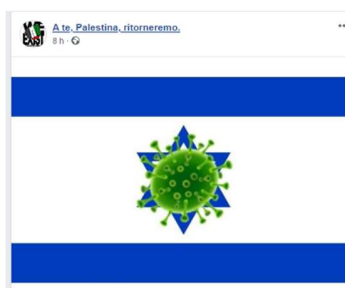 A te, Palestina, ritorneremo.
8 h ·